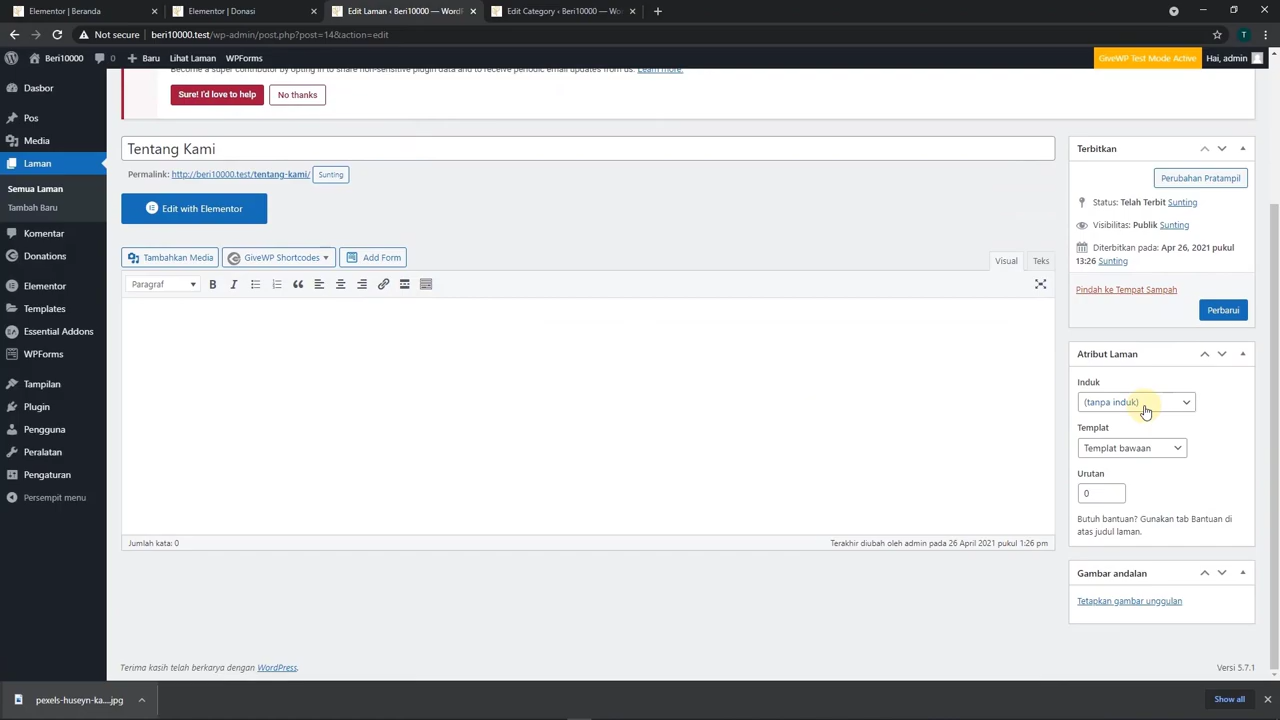 Elementor | Beranda
Elementor | Donasi
Edit Laman ‹ Beri10000 — WordP
Edit Category ‹ Beri10000 — Wor
Not secure
beri10000.test/wp-admin/post.php?post=14&action=edit
T
Beri10000
0
Baru
Lihat Laman
WPForms
GiveWP Test Mode Active
Hai, admin
Become a super contributor by opting in to share non-sensitive plugin data and to receive periodic email updates from us. Learn more.
Sure! I'd love to help
No thanks
Dasbor
Pos
Media
Laman
Semua Laman
Tambah Baru
Komentar
Donations
Elementor
Templates
Essential Addons
WPForms
Tampilan
Plugin
Pengguna
Peralatan
Pengaturan
Persempit menu
Tentang Kami
Permalink: http://beri10000.test/tentang-kami/
Sunting
Edit with Elementor
Tambahkan Media
GiveWP Shortcodes
Add Form
Visual
Teks
Paragraf
B
I
Jumlah kata: 0
Terakhir diubah oleh admin pada 26 April 2021 pukul 1:26 pm
Terbitkan
Perubahan Pratampil
Status: Telah Terbit Sunting
Visibilitas: Publik Sunting
Diterbitkan pada: Apr 26, 2021 pukul
13:26 Sunting
Pindah ke Tempat Sampah
Perbarui
Atribut Laman
Induk
(tanpa induk)
Templat
Templat bawaan
Urutan
0
Butuh bantuan? Gunakan tab Bantuan di
atas judul laman.
Gambar andalan
Tetapkan gambar unggulan
Terima kasih telah berkarya dengan WordPress.
Versi 5.7.1
pexels-huseyn-ka....jpg
Show all